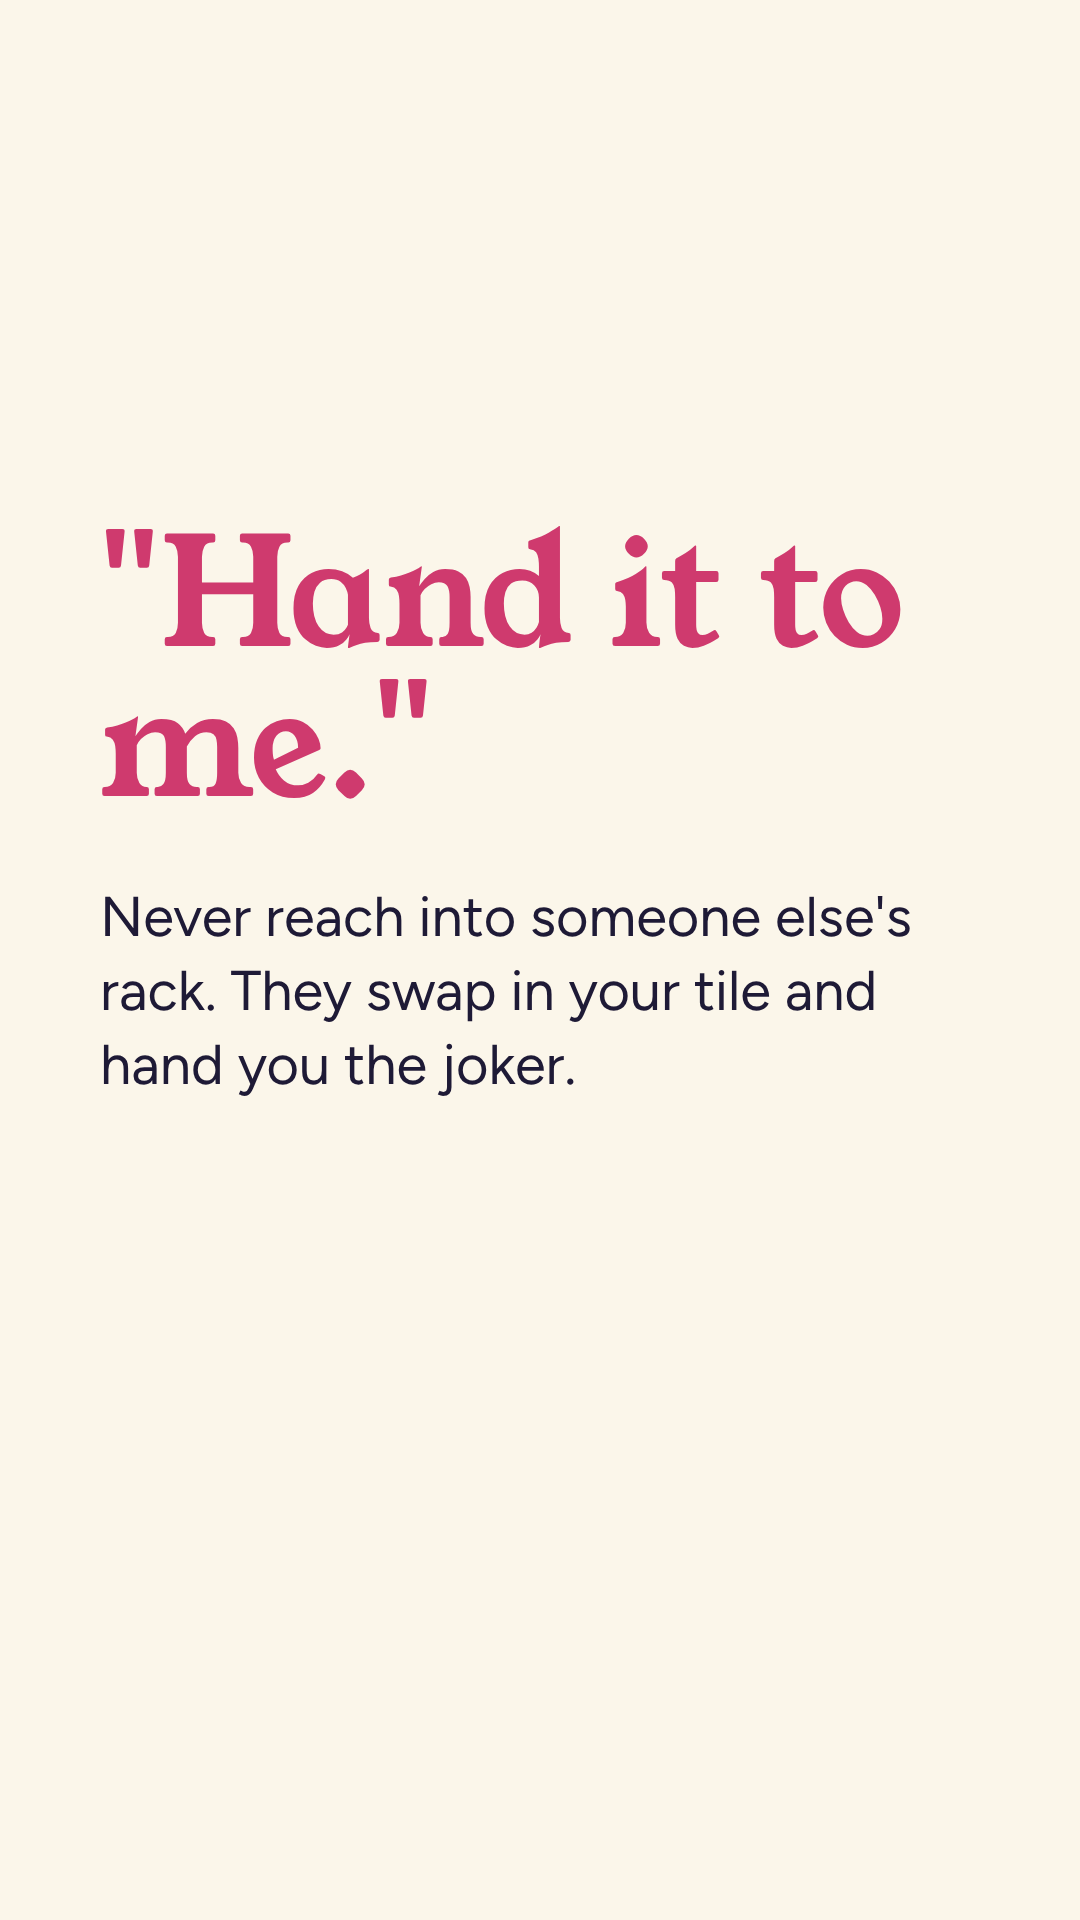 "Hand it to
me."
Never reach into someone else's
rack. They swap in your tile and
hand you the joker.